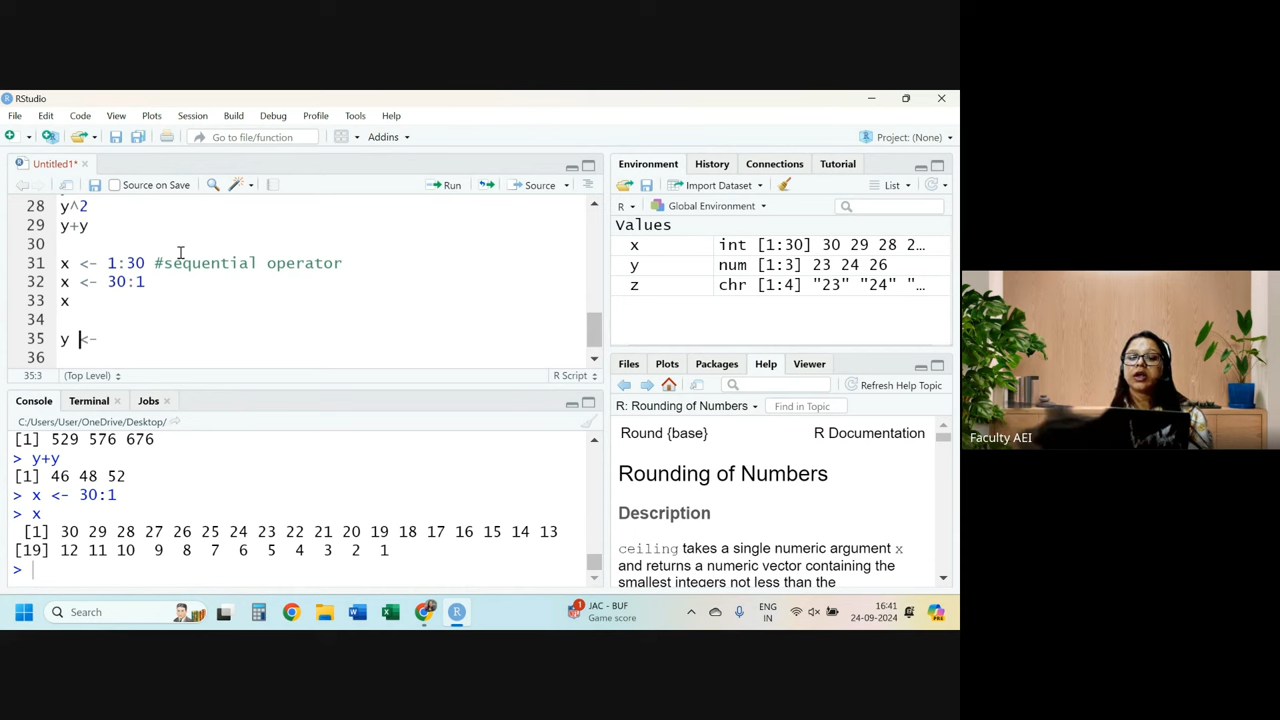 RStudio
File Edit Code View Plots Session Build Debug Profile Tools Help
Go to file/function Addins Project: (None)
Untitled1*
Source on Save Run Source
28 y^2
29 y+y
30
31 x <- 1:30 #sequential operator
32 x <- 30:1
33 x
34
35 y <-
36
35:3 (Top Level) R Script
Console Terminal Jobs
C:/Users/User/OneDrive/Desktop/
[1] 529 576 676
> y+y
[1] 46 48 52
> x <- 30:1
> x
[1] 30 29 28 27 26 25 24 23 22 21 20 19 18 17 16 15 14 13
[19] 12 11 10 9 8 7 6 5 4 3 2 1
>
Environment History Connections Tutorial
Import Dataset List
R Global Environment
Values
x int [1:30] 30 29 28 2…
y num [1:3] 23 24 26
z chr [1:4] "23" "24" "…
Files Plots Packages Help Viewer
Refresh Help Topic
R: Rounding of Numbers Find in Topic
Round {base} R Documentation
Rounding of Numbers
Description
ceiling takes a single numeric argument x
and returns a numeric vector containing the
smallest integers not less than the
Faculty AEI
Search
JAC - BUF
Game score
ENG
IN
16:41
24-09-2024